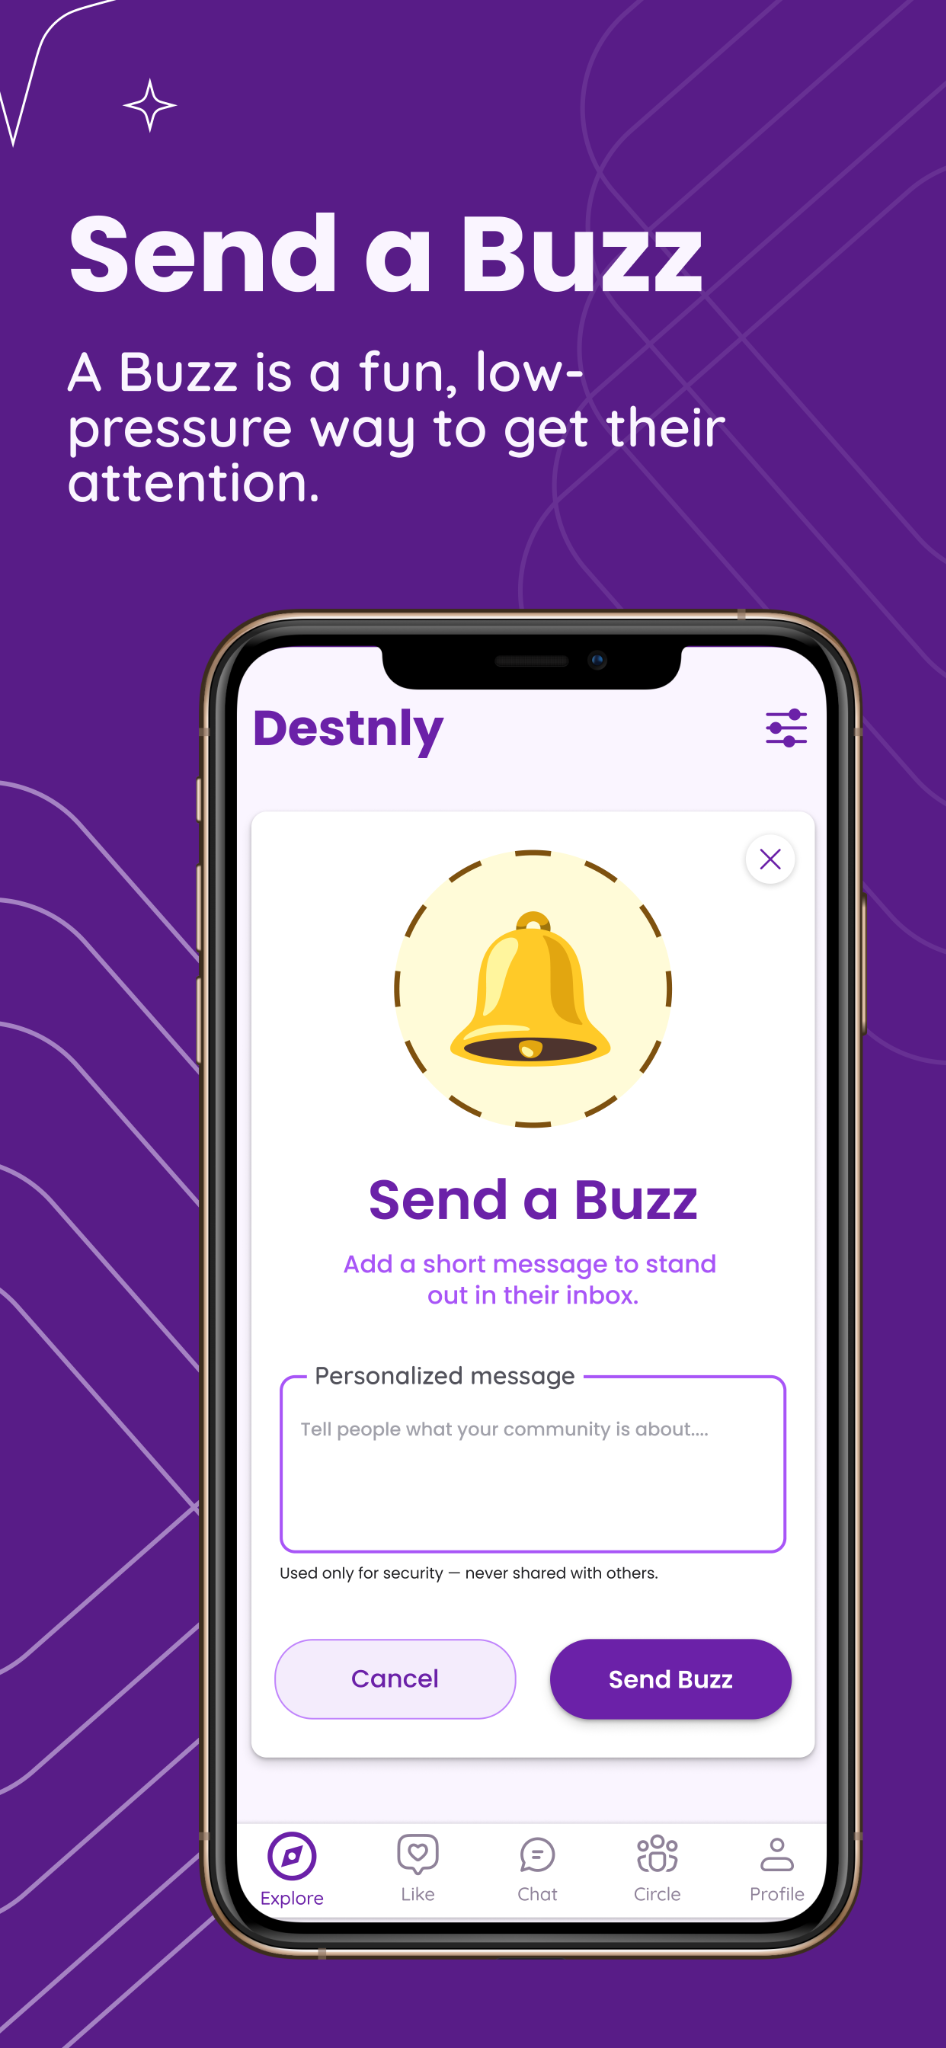 Send a Buzz
A Buzz is a fun, low-
pressure way to get their
attention.
Destnly
Send a Buzz
Add a short message to stand
out in their inbox.
Personalized message
Tell people what your community is about....
Used only for security — never shared with others.
Cancel
Send Buzz
Explore
Like
Chat
Circle
Profile